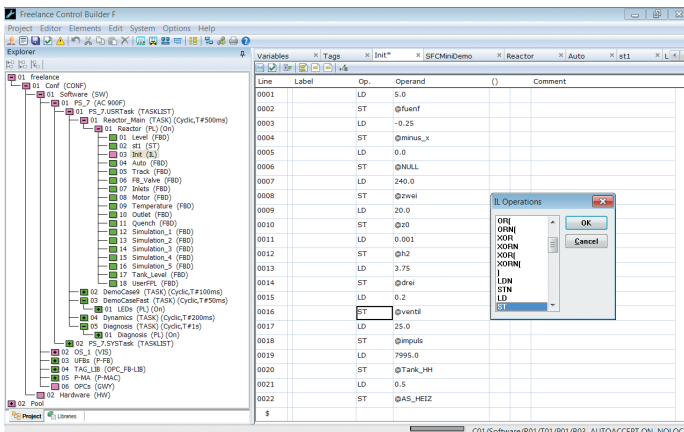 Freelance Control Builder F
Project Editor Elements Edit System Options Help
Explorer
Variables × Tags × Init* × SFCMiniDemo × Reactor × Auto × st1 × L
01 freelance
01 Conf (CONF)
01 Software (SW)
01 PS_7 (AC 900F)
01 PS_7.USRTask (TASKLIST)
01 Reactor_Main (TASK) (Cyclic,T#500ms)
01 Reactor (PL) (On)
01 Level (FBD)
02 st1 (ST)
03 Init (IL)
04 Auto (FBD)
05 Track (FBD)
06 FB_Valve (FBD)
07 Inlets (FBD)
08 Motor (FBD)
09 Temperature (FBD)
10 Outlet (FBD)
11 Quench (FBD)
12 Simulation_1 (FBD)
13 Simulation_2 (FBD)
14 Simulation_3 (FBD)
15 Simulation_4 (FBD)
16 Simulation_5 (FBD)
17 Tank_Level (FBD)
18 UserFPL (FBD)
02 DemoCase9 (TASK) (Cyclic,T#100ms)
03 DemoCaseFast (TASK) (Cyclic,T#50ms)
01 LEDs (PL) (On)
04 Dynamics (TASK) (Cyclic,T#200ms)
05 Diagnosis (TASK) (Cyclic,T#1s)
01 Diagnosis (PL) (On)
02 PS_7.SYSTask (TASKLIST)
02 OS_1 (VIS)
03 UFBs (P-FB)
04 TAG_LIB (OPC_FB-LIB)
05 P-MA (P-MAC)
06 OPCs (GWY)
02 Hardware (HW)
02 Pool
Project Libraries
Line Label Op. Operand () Comment
0001 LD 5.0
0002 ST @fuenf
0003 LD -0.25
0004 ST @minus_x
0005 LD 0.0
0006 ST @NULL
0007 LD 240.0
0008 ST @zwei
0009 LD 20.0
0010 ST @z0
0011 LD 0.001
0012 ST @h2
0013 LD 3.75
0014 ST @drei
0015 LD 0.2
0016 ST @ventil
0017 LD 25.0
0018 ST @impuls
0019 LD 7995.0
0020 ST @Tank_HH
0021 LD 0.5
0022 ST @AS_HEIZ
$
IL Operations
OR(
ORN(
XOR
XORN
XOR(
XORN(
)
LDN
STN
LD
ST
OK
Cancel
C01/Software/P01/T01/P01/P03 AUTOACCEPT ON NOLOC